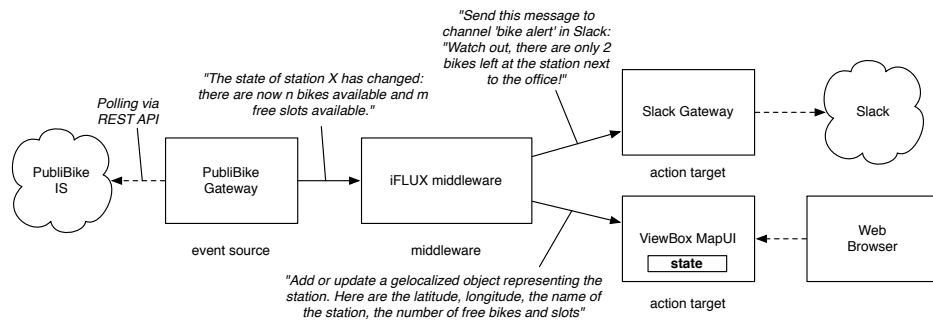 "Send this message to
channel 'bike alert' in Slack:
"Watch out, there are only 2
bikes left at the station next
to the office!"
"The state of station X has changed:
there are now n bikes available and m
free slots available."
Polling via
REST API
PubliBike
IS
PubliBike
Gateway
event source
iFLUX middleware
middleware
Slack Gateway
action target
Slack
ViewBox MapUI
state
action target
Web
Browser
"Add or update a gelocalized object representing the
station. Here are the latitude, longitude, the name of
the station, the number of free bikes and slots"